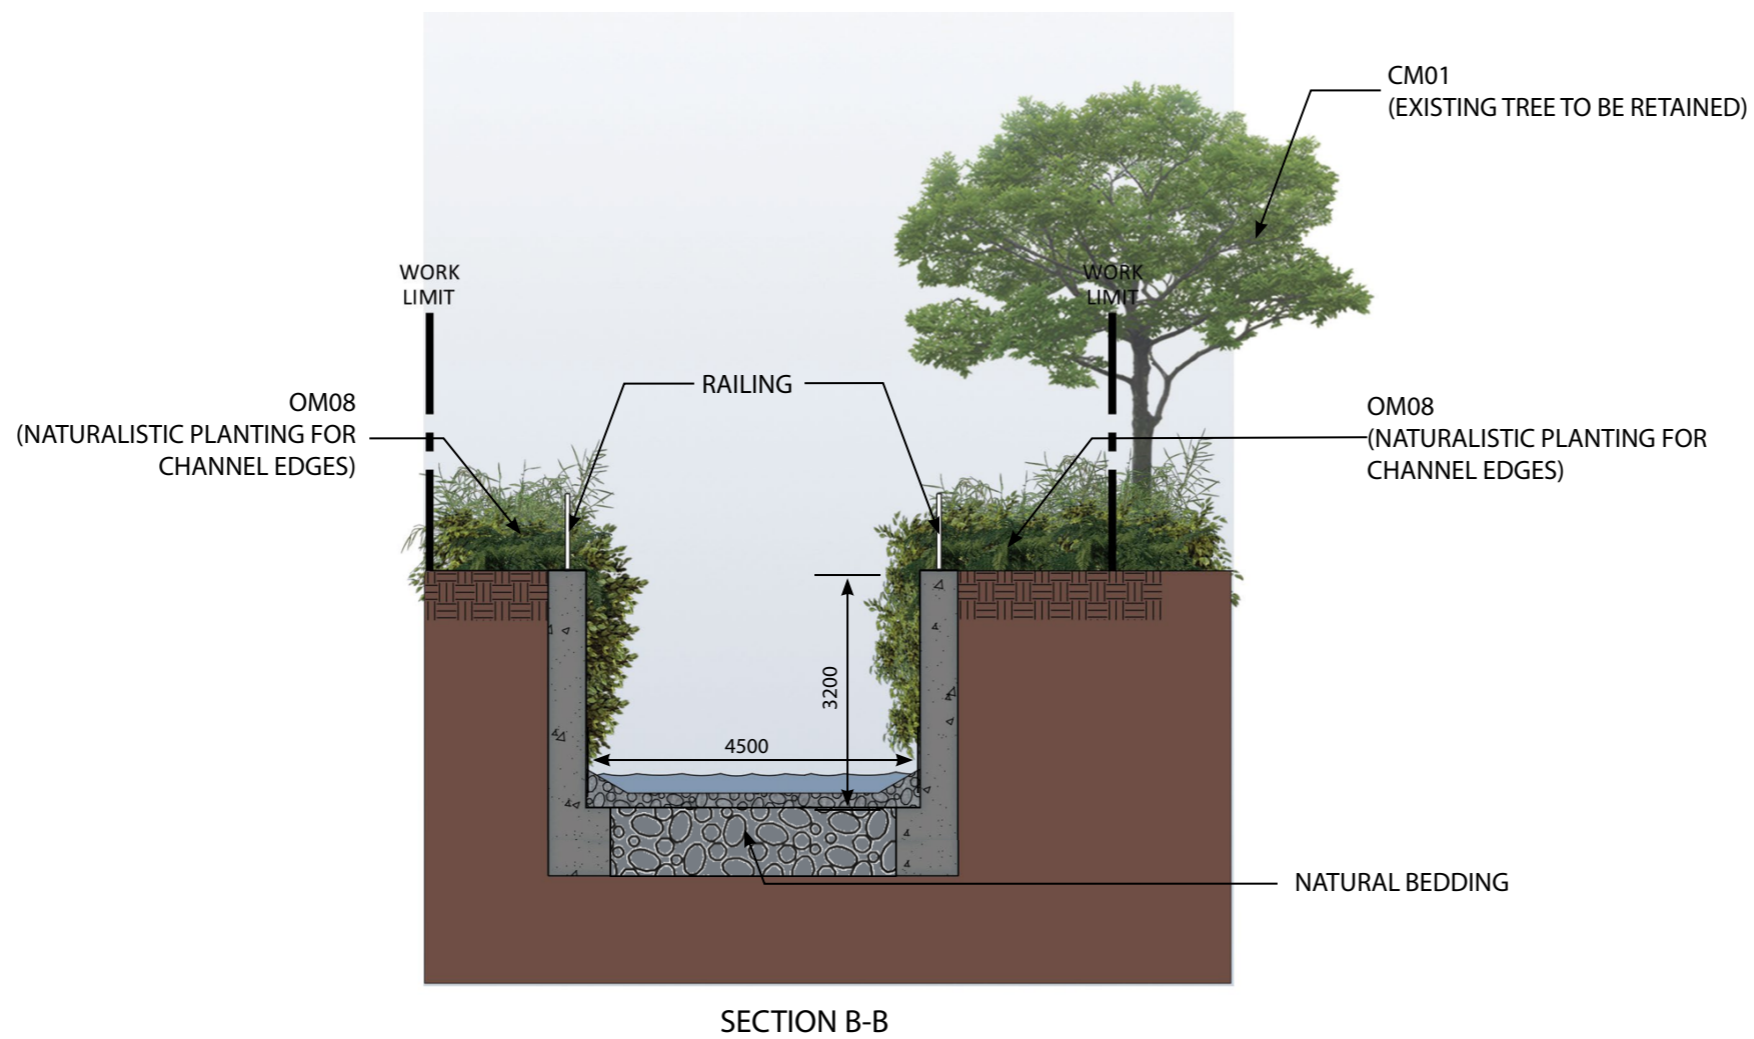 CM01
(EXISTING TREE TO BE RETAINED)
WORK
LIMIT
WORK
LIMIT
RAILING
OM08
(NATURALISTIC PLANTING FOR
CHANNEL EDGES)
OM08
(NATURALISTIC PLANTING FOR
CHANNEL EDGES)
3200
4500
NATURAL BEDDING
SECTION B-B